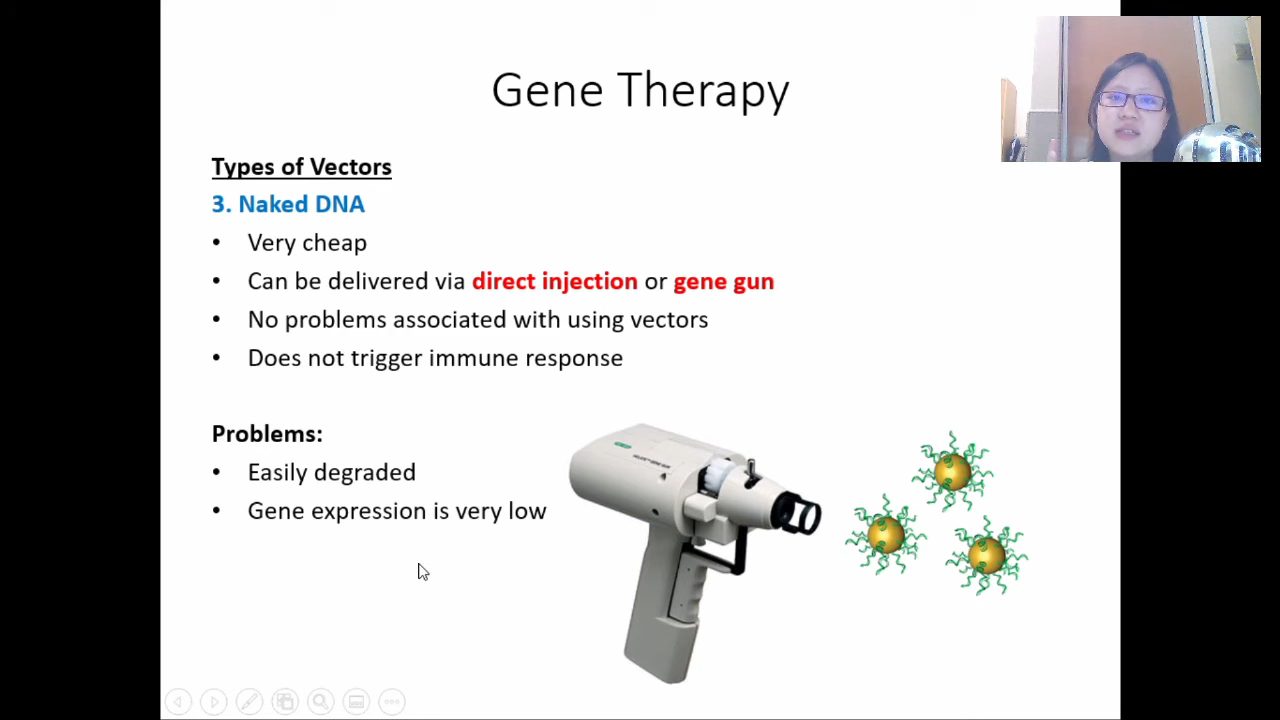 Gene Therapy
Types of Vectors
3. Naked DNA
• Very cheap
• Can be delivered via direct injection or gene gun
• No problems associated with using vectors
• Does not trigger immune response
Problems:
• Easily degraded
• Gene expression is very low